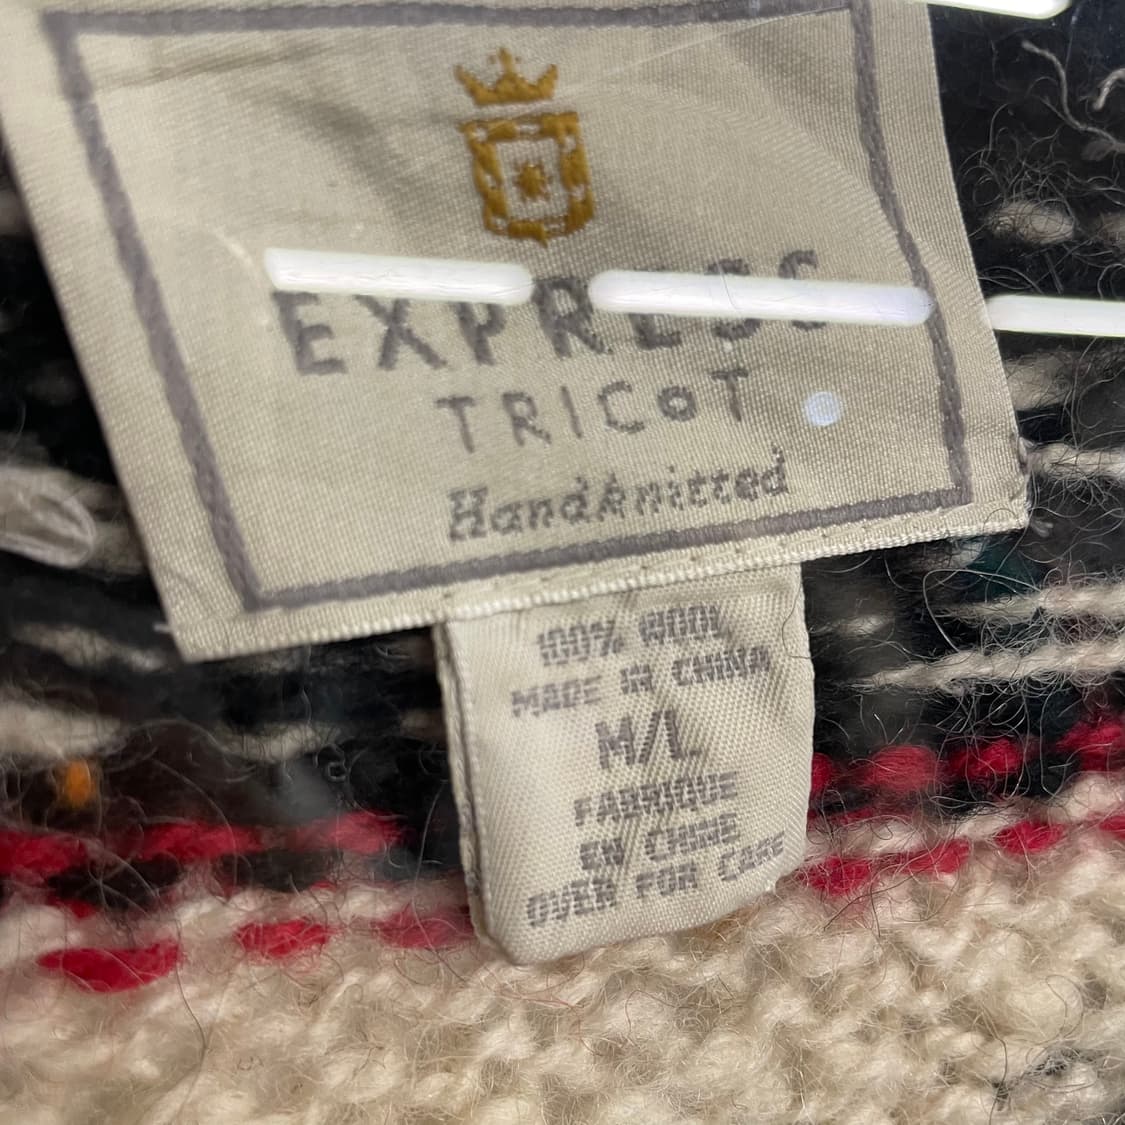 EXPRESS
TRICOT
Handknitted
100% WOOL
MADE IN CHINA
M/L
FABRIQUE
EN CHINE
OVER FOR CARE